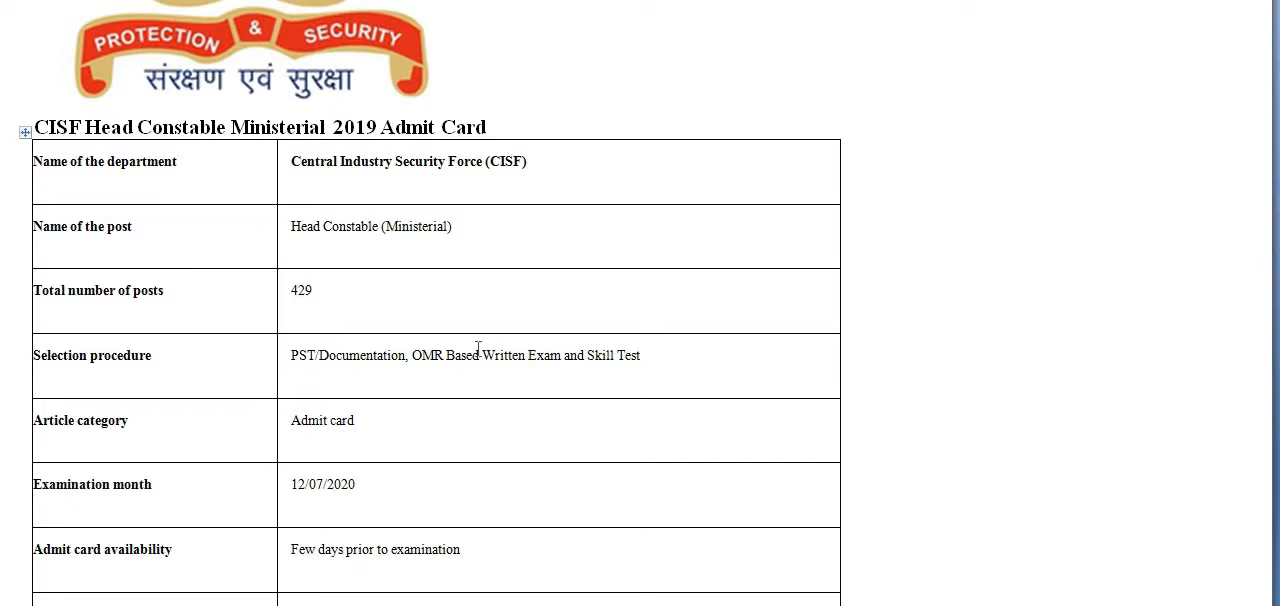 PROTECTION & SECURITY
संरक्षण एवं सुरक्षा
CISF Head Constable Ministerial 2019 Admit Card
Name of the department Central Industry Security Force (CISF)
Name of the post Head Constable (Ministerial)
Total number of posts 429
Selection procedure PST/Documentation, OMR Based Written Exam and Skill Test
Article category Admit card
Examination month 12/07/2020
Admit card availability Few days prior to examination